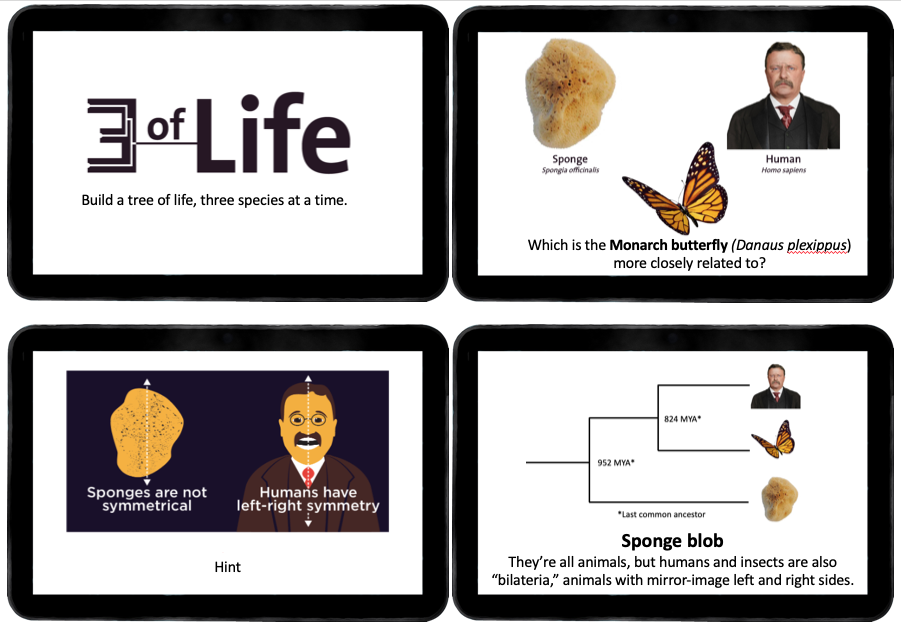 3 of Life
Build a tree of life, three species at a time.
Sponge
Spongia officinalis
Human
Homo sapiens
Which is the Monarch butterfly (Danaus plexippus)
more closely related to?
Sponges are not
symmetrical
Humans have
left-right symmetry
Hint
824 MYA*
952 MYA*
*Last common ancestor
Sponge blob
They’re all animals, but humans and insects are also
“bilateria,” animals with mirror-image left and right sides.